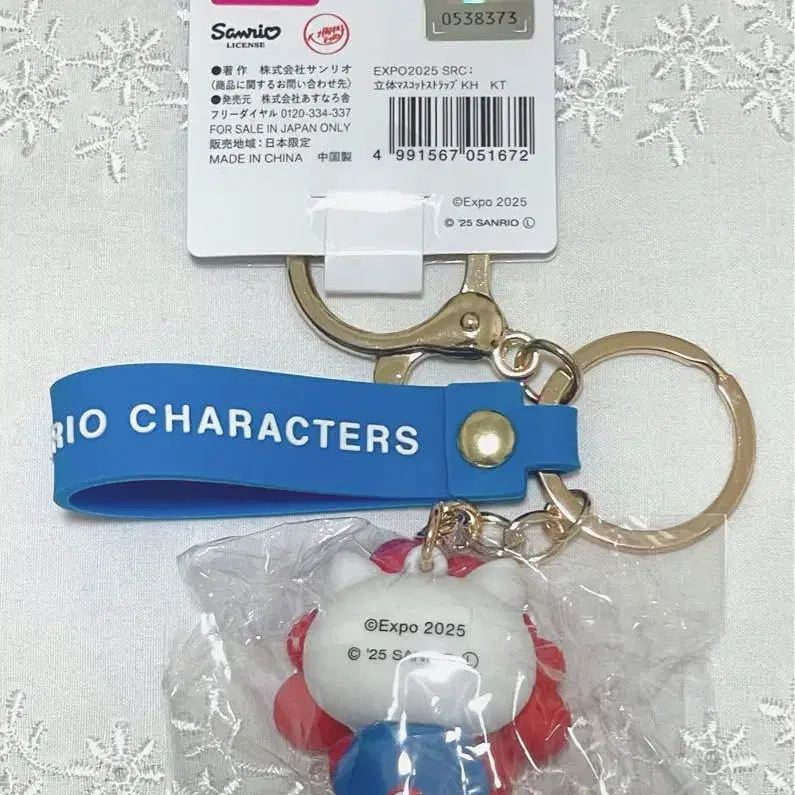 0538373
Sanrio
LICENSE
●著作 株式会社サンリオ
(商品に関するお問い合わせ先)
●発売元 株式会社あすなろ舎
フリーダイヤル 0120-334-337
FOR SALE IN JAPAN ONLY
販売地域:日本限定
MADE IN CHINA 中国製
EXPO2025 SRC:
立体マスコットストラップ KH KT
4 991567 051672
©Expo 2025
© '25 SANRIO Ⓛ
RIO CHARACTERS
©Expo 2025
© '25 SANRIO Ⓛ